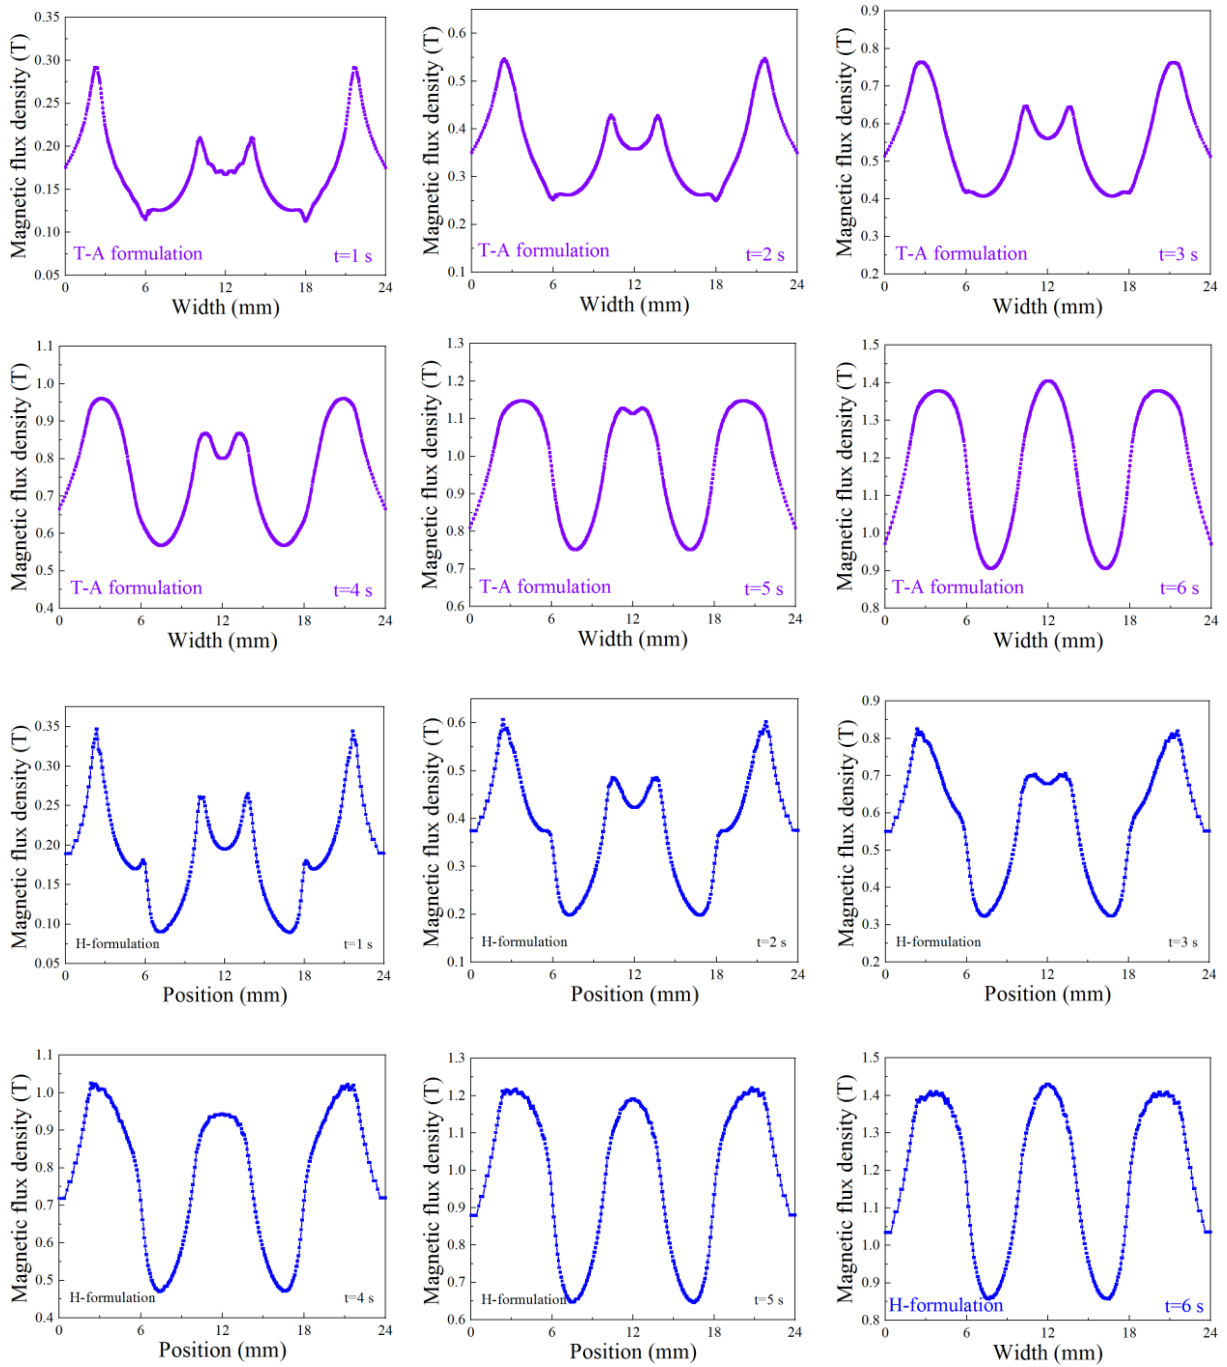 Magnetic flux density (T)
0.35
0.30
0.25
0.20
0.15
0.10
0.05
T-A formulation
t=1 s
0 6 12 18 24
Width (mm)
Magnetic flux density (T)
0.6
0.5
0.4
0.3
0.2
0.1
T-A formulation
t=2 s
0 6 12 18 24
Width (mm)
Magnetic flux density (T)
0.9
0.8
0.7
0.6
0.5
0.4
0.3
0.2
T-A formulation
t=3 s
0 6 12 18 24
Width (mm)
Magnetic flux density (T)
1.1
1.0
0.9
0.8
0.7
0.6
0.5
0.4
T-A formulation
t=4 s
0 6 12 18 24
Width (mm)
Magnetic flux density (T)
1.3
1.2
1.1
1.0
0.9
0.8
0.7
0.6
T-A formulation
t=5 s
0 6 12 18 24
Width (mm)
Magnetic flux density (T)
1.5
1.4
1.3
1.2
1.1
1.0
0.9
0.8
T-A formulation
t=6 s
0 6 12 18 24
Width (mm)
Magnetic flux density (T)
0.35
0.30
0.25
0.20
0.15
0.10
0.05
H-formulation
t=1 s
0 6 12 18 24
Position (mm)
Magnetic flux density (T)
0.6
0.5
0.4
0.3
0.2
0.1
H-formulation
t=2 s
0 6 12 18 24
Position (mm)
Magnetic flux density (T)
0.9
0.8
0.7
0.6
0.5
0.4
0.3
0.2
H-formulation
t=3 s
0 6 12 18 24
Position (mm)
Magnetic flux density (T)
1.1
1.0
0.9
0.8
0.7
0.6
0.5
0.4
H-formulation
t=4 s
0 6 12 18 24
Position (mm)
Magnetic flux density (T)
1.3
1.2
1.1
1.0
0.9
0.8
0.7
0.6
H-formulation
t=5 s
0 6 12 18 24
Position (mm)
Magnetic flux density (T)
1.5
1.4
1.3
1.2
1.1
1.0
0.9
0.8
H-formulation
t=6 s
0 6 12 18 24
Width (mm)